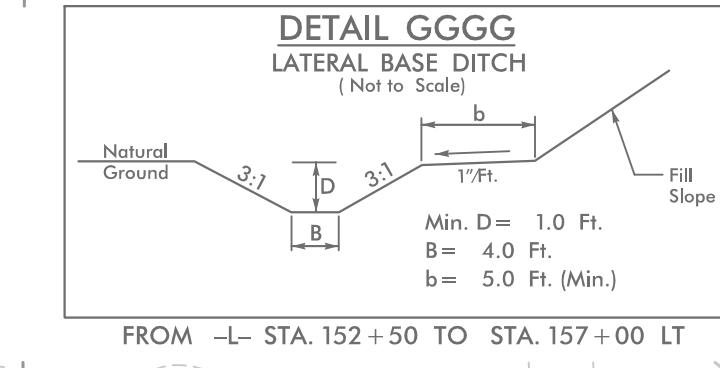 DETAIL GGGG
LATERAL BASE DITCH
( Not to Scale)
b
Natural
Ground
3:1
D
3:1
1"/Ft.
Fill
Slope
B
Min. D = 1.0 Ft.
B = 4.0 Ft.
b = 5.0 Ft. (Min.)
FROM -L- STA. 152+50 TO STA. 157+00 LT